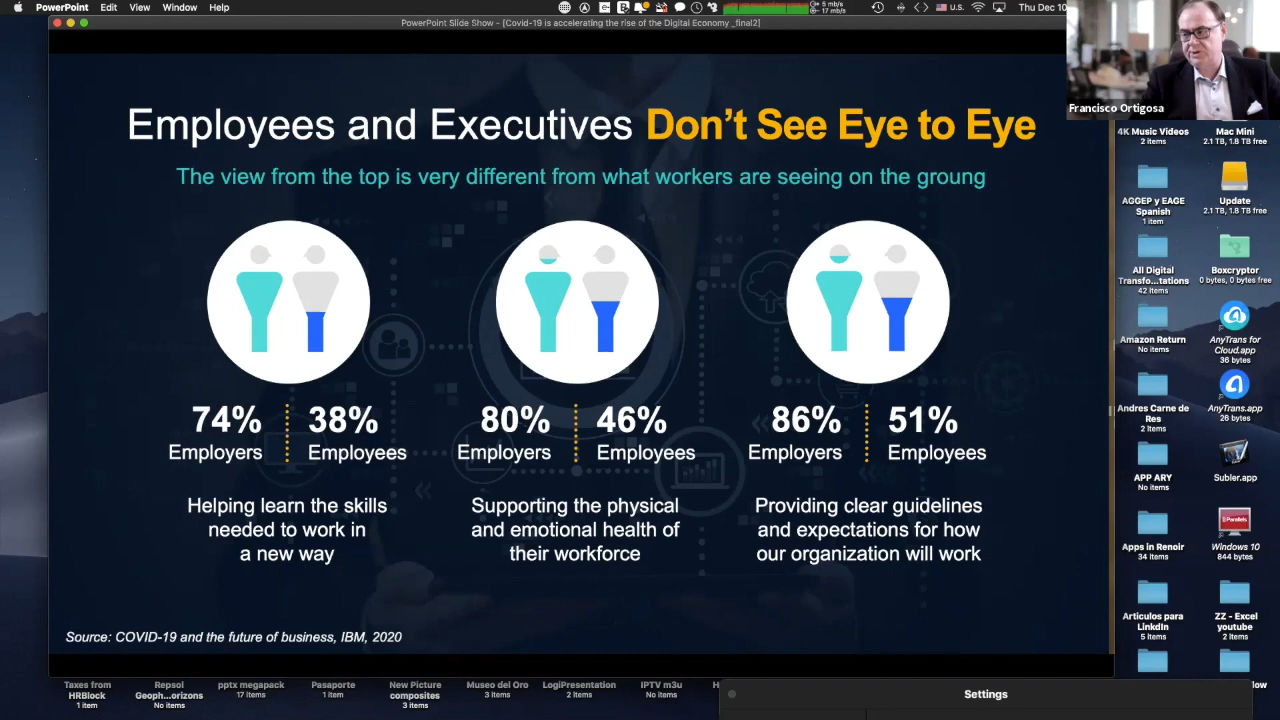 PowerPoint Edit View Window Help
5 mb/s
17 mb/s
U.S.
Thu Dec 10
PowerPoint Slide Show - [Covid-19 is accelerating the rise of the Digital Economy _final2]
Francisco Ortigosa
Employees and Executives Don't See Eye to Eye
The view from the top is very different from what workers are seeing on the groung
74%
Employers
38%
Employees
Helping learn the skills
needed to work in
a new way
80%
Employers
46%
Employees
Supporting the physical
and emotional health of
their workforce
86%
Employers
51%
Employees
Providing clear guidelines
and expectations for how
our organization will work
Source: COVID-19 and the future of business, IBM, 2020
4K Music Videos
2 items
Mac Mini
2.1 TB, 1.8 TB free
AGGEP y EAGE
Spanish
1 item
Update
2.1 TB, 1.8 TB free
All Digital
Transfo...tations
42 items
Boxcryptor
0 bytes, 0 bytes free
Amazon Return
No items
AnyTrans for
Cloud.app
36 bytes
Andres Carne de
Res
2 items
AnyTrans.app
26 bytes
APP ARY
No items
Subler.app
Apps in Renoir
34 items
Parallels
Windows 10
844 bytes
Articulos para
LinkdIn
5 items
ZZ - Excel
youtube
2 items
Taxes from
HRBlock
1 item
Repsol
Geoph...orizons
No items
pptx megapack
17 items
Pasaporte
1 item
New Picture
composites
3 items
Museo del Oro
3 items
LogiPresentation
2 items
IPTV m3u
No items
Settings